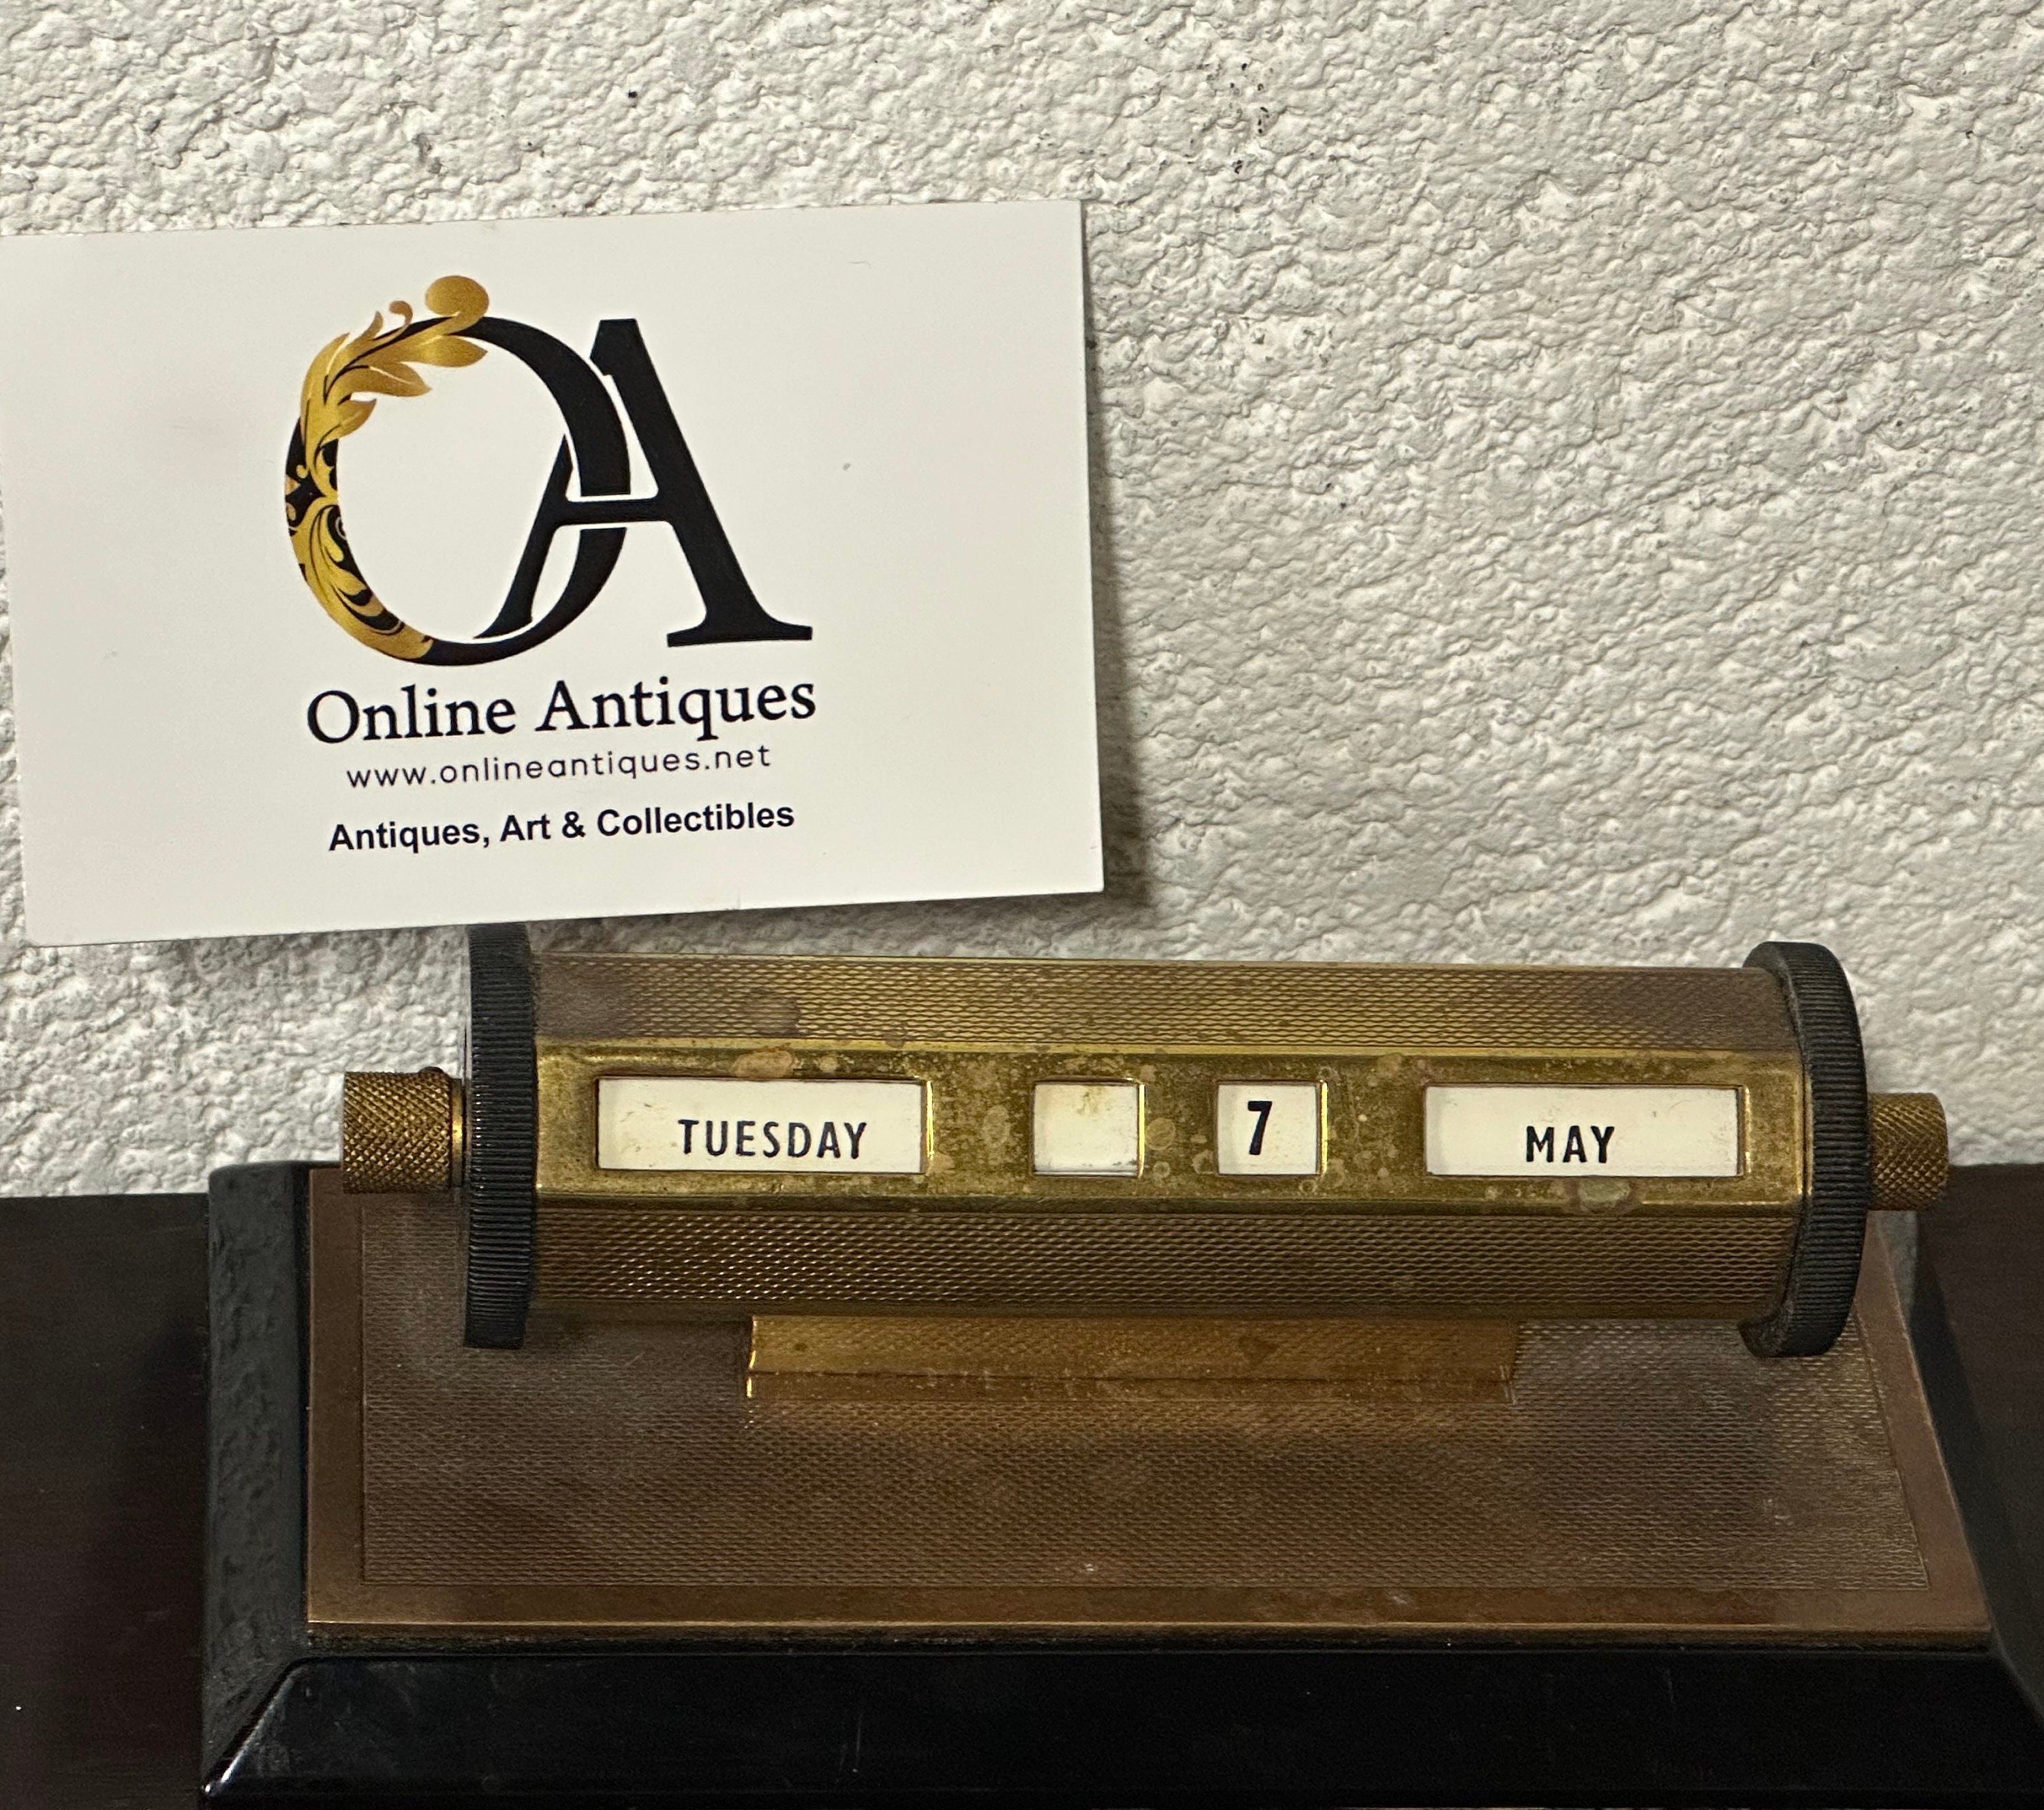 OA
Online Antiques
www.onlineantiques.net
Antiques, Art & Collectibles
TUESDAY 7 MAY